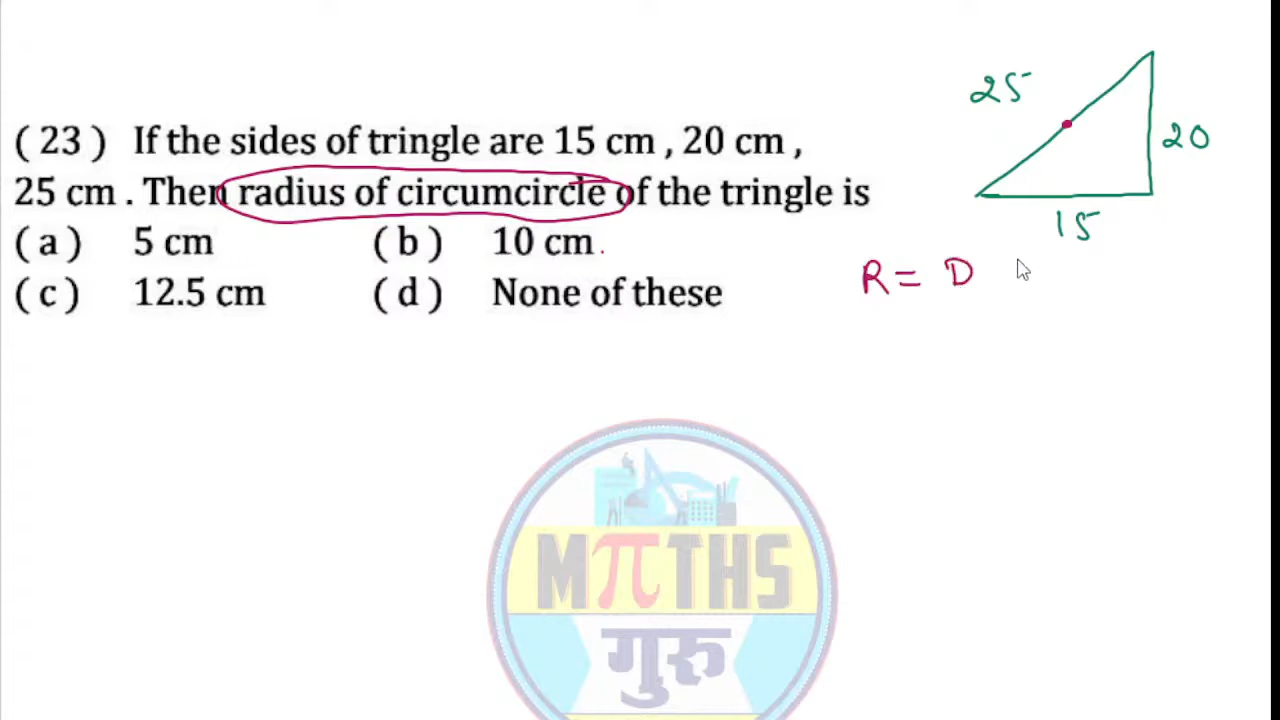 ( 23 ) If the sides of tringle are 15 cm , 20 cm ,
25 cm . Then radius of circumcircle of the tringle is
( a ) 5 cm ( b ) 10 cm .
( c ) 12.5 cm ( d ) None of these
25
20
15
R = D
MπTHS
गुरु